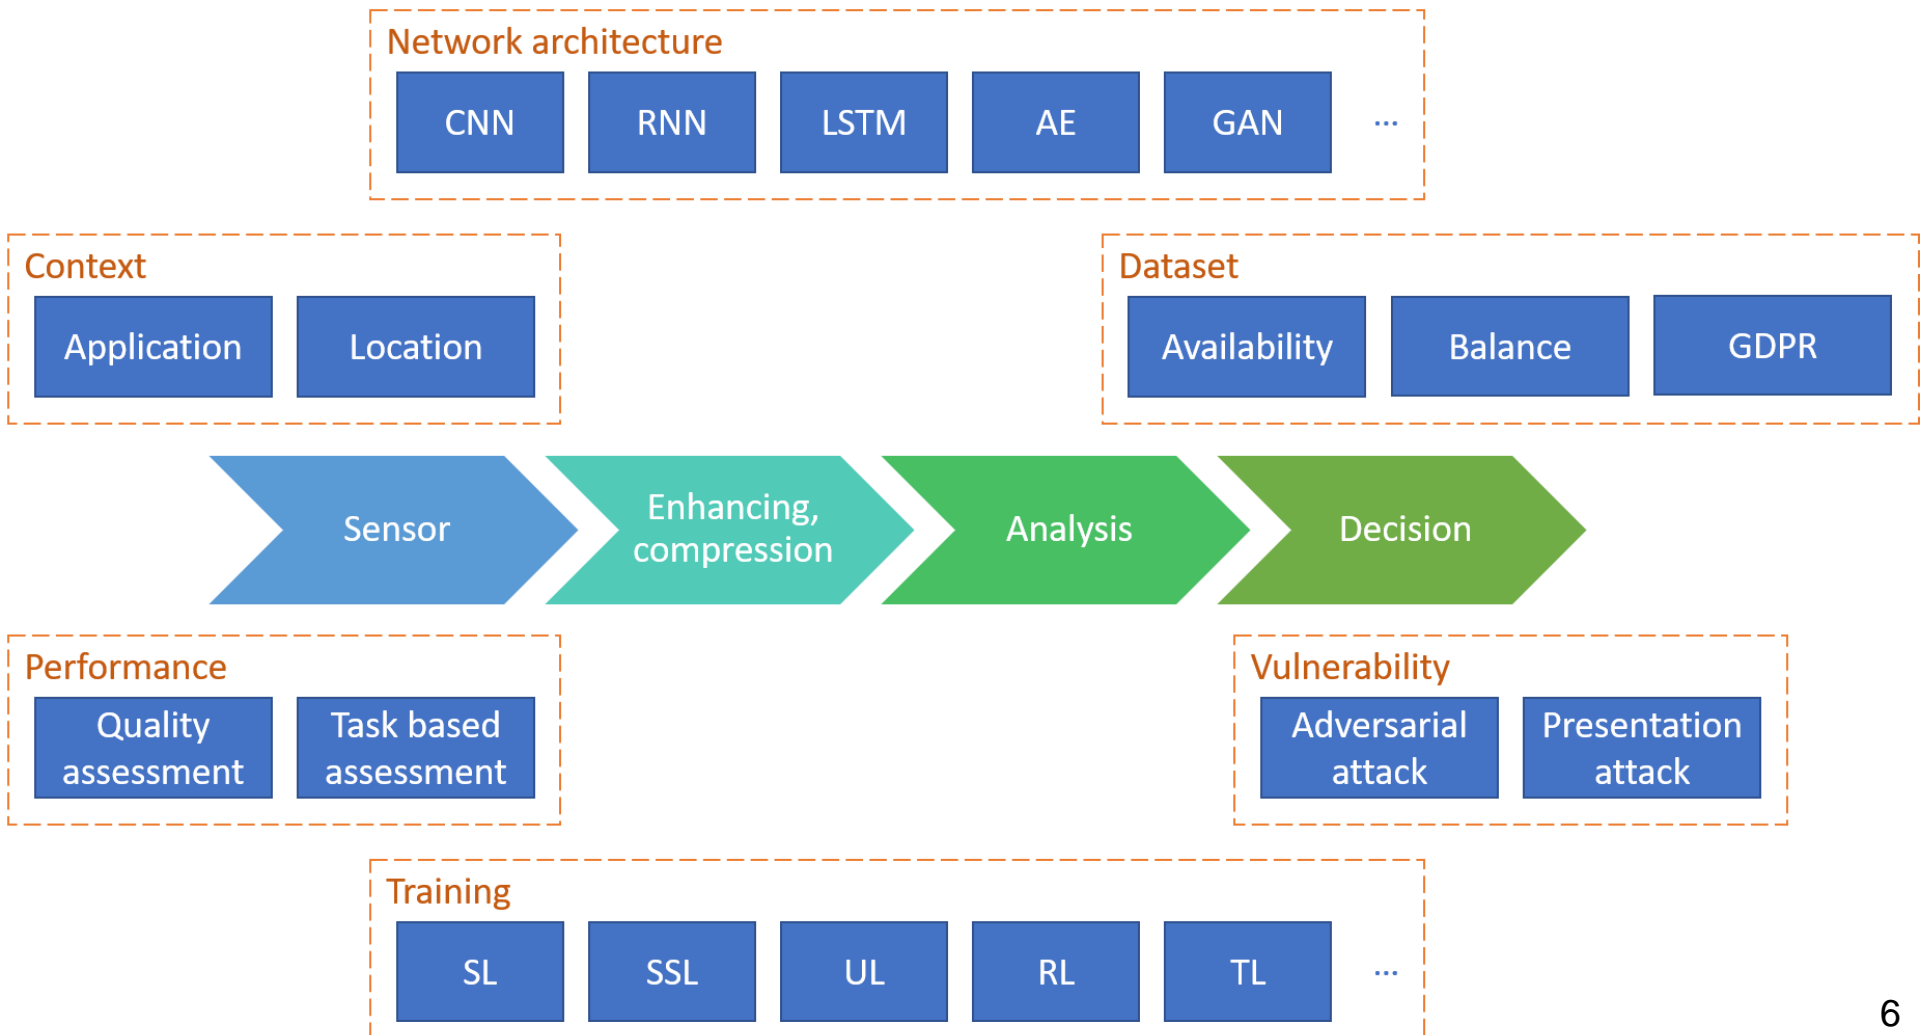 Network architecture
CNN
RNN
LSTM
AE
GAN
...
Context
Application
Location
Dataset
Availability
Balance
GDPR
Sensor
Enhancing,
compression
Analysis
Decision
Performance
Quality
assessment
Task based
assessment
Vulnerability
Adversarial
attack
Presentation
attack
Training
SL
SSL
UL
RL
TL
...
6